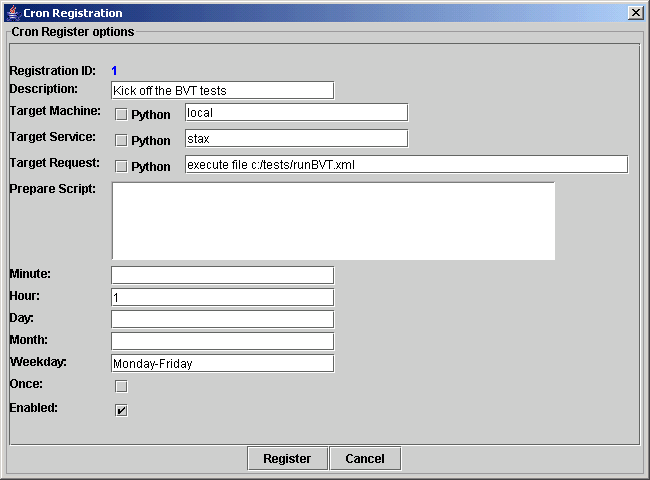 Cron Registration
Cron Register options
Registration ID: 1
Description: Kick off the BVT tests
Target Machine: Python local
Target Service: Python stax
Target Request: Python execute file c:/tests/runBVT.xml
Prepare Script:
Minute:
Hour: 1
Day:
Month:
Weekday: Monday-Friday
Once:
Enabled:
Register Cancel